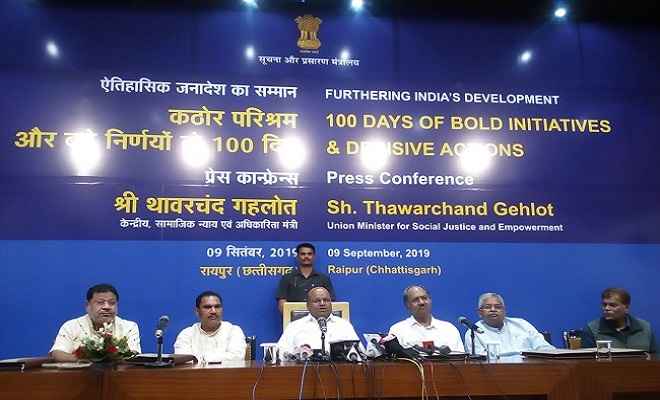 सूचना और प्रसारण मंत्रालय
ऐतिहासिक जनादेश का सम्मान
कठोर परिश्रम
और निर्णयों 100
FURTHERING INDIA'S DEVELOPMENT
100 DAYS OF BOLD INITIATIVES
& ACTIONS
प्रेस कान्फ्रेन्स
Press Conference
श्री थावरचंद गहलोत
केन्द्रीय, सामाजिक न्याय एवं अधिकारिता मंत्री
Sh. Thawarchand Gehlot
Union Minister for Social Justice and Empowerment
09 सितंबर, 2019
रायपुर (छत्तीसगढ़)
09 September, 2019
Raipur (Chhattisgarh)